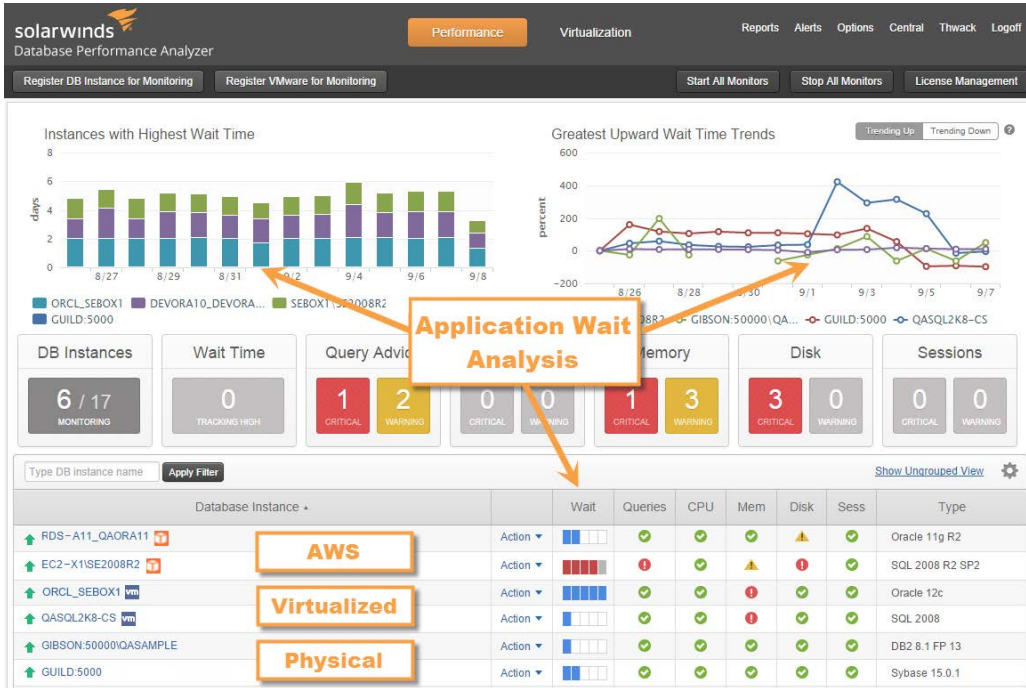 solarwinds
Database Performance Analyzer
Performance
Virtualization
Reports Alerts Options Central Thwack Logoff
Register DB Instance for Monitoring
Register VMware for Monitoring
Start All Monitors
Stop All Monitors
License Management
Instances with Highest Wait Time
8
6
4
2
0
days
8/27 8/29 8/31 9/2 9/4 9/6 9/8
ORCL_SEBOX1 DEVORA10_DEVORA... SEBOX1\SE2008R2
GUILD:5000
Greatest Upward Wait Time Trends
Trending Up Trending Down
600
400
200
0
-200
percent
8/26 8/28 8/30 9/1 9/3 9/5 9/7
GIBSON:50000\QA... GUILD:5000 QASQL2K8-CS
Application Wait
Analysis
DB Instances
6 / 17
MONITORING
Wait Time
0
TRACKING HIGH
1
CRITICAL
2
WARNING
Query
0
CRITICAL
0
WARNING
1
CRITICAL
3
WARNING
Disk
3
CRITICAL
0
WARNING
Sessions
0
CRITICAL
0
WARNING
Type DB instance name
Apply Filter
Show Ungrouped View
Database Instance Wait Queries CPU Mem Disk Sess Type
RDS-A11_QAORA11 Action Oracle 11g R2
AWS
EC2-X1\SE2008R2 Action SQL 2008 R2 SP2
ORCL_SEBOX1 vm Action Oracle 12c
Virtualized
QASQL2K8-CS vm Action SQL 2008
GIBSON:50000\QASAMPLE Action DB2 8.1 FP 13
Physical
GUILD:5000 Action Sybase 15.0.1